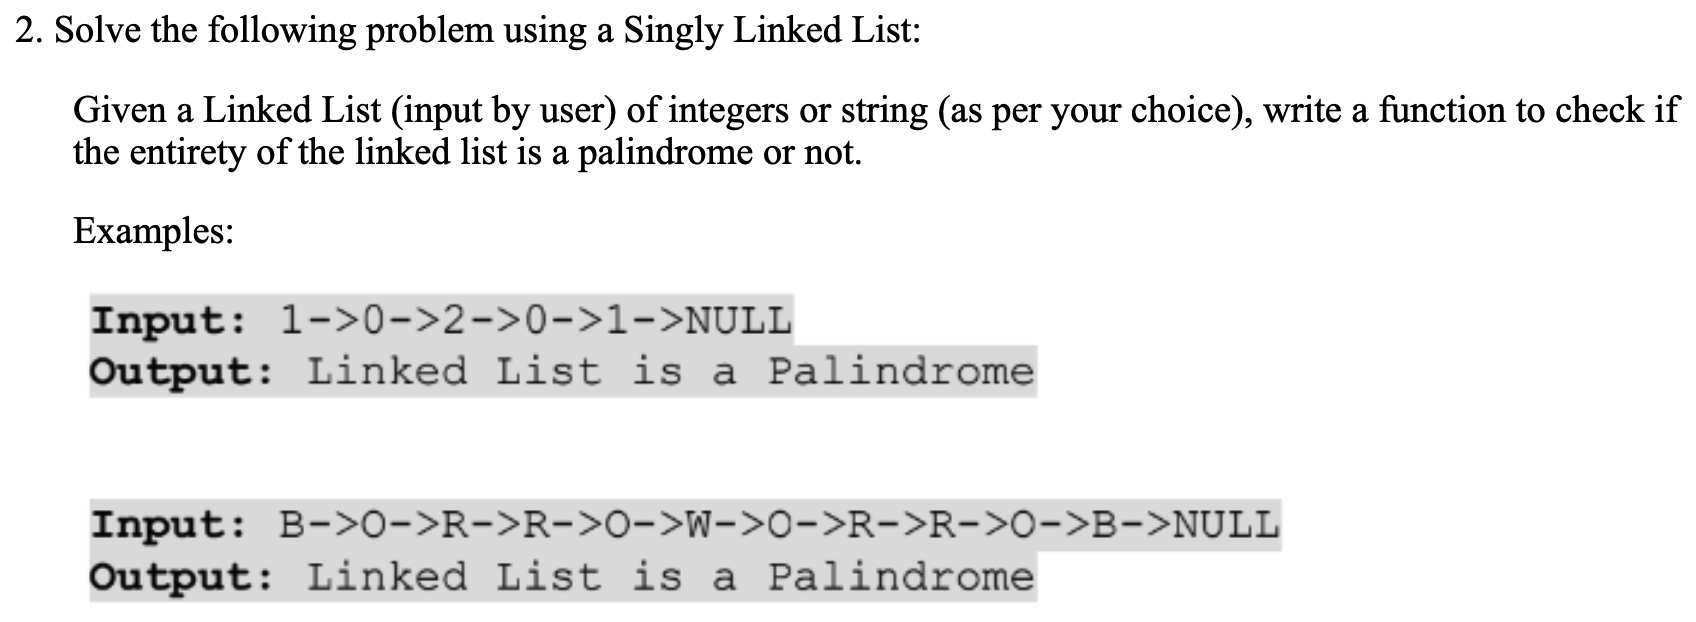 2. Solve the following problem using a Singly Linked List:
Given a Linked List (input by user) of integers or string (as per your choice), write a function to check if
the entirety of the linked list is a palindrome or not.
Examples:
Input: 1->0->2->0->1->NULL
Output: Linked List is a Palindrome
Input: B->O->R->R->O->W->O->R->R->O->B->NULL
Output: Linked List is a Palindrome